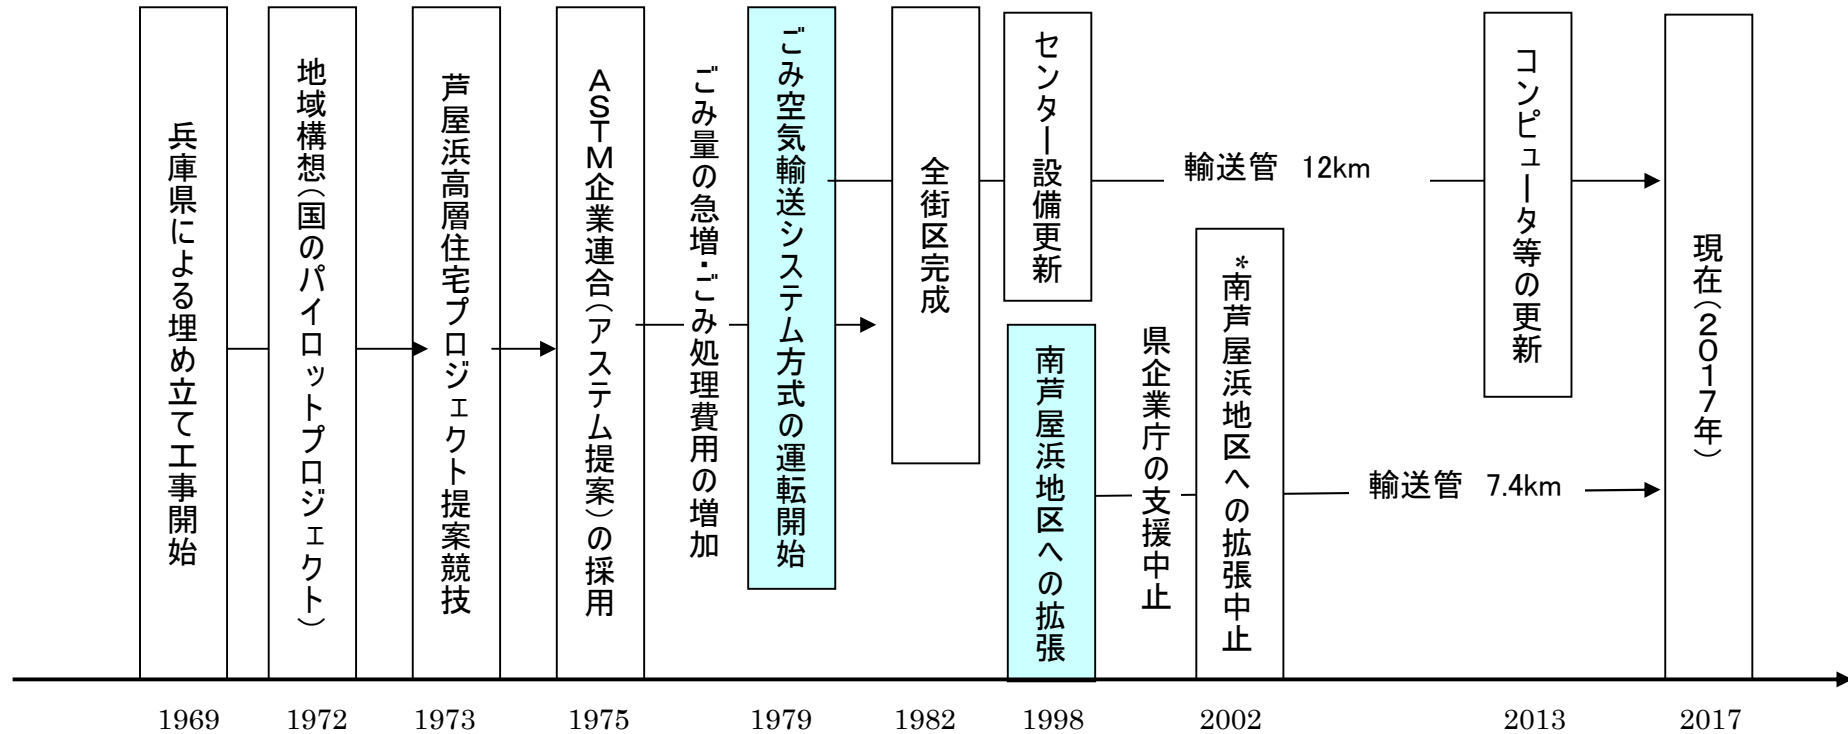 兵庫県による埋め立て工事開始
地域構想（国のパイロットプロジェクト）
芦屋浜高層住宅プロジェクト提案競技
ＡＳＴＭ企業連合（アステム提案）の採用
ごみ量の急増・ごみ処理費用の増加
ごみ空気輸送システム方式の運転開始
全街区完成
センター設備更新
輸送管　12km
南芦屋浜地区への拡張
県企業庁の支援中止
*南芦屋浜地区への拡張中止
輸送管　7.4km
コンピュータ等の更新
現在（２０１７年）
1969
1972
1973
1975
1979
1982
1998
2002
2013
2017